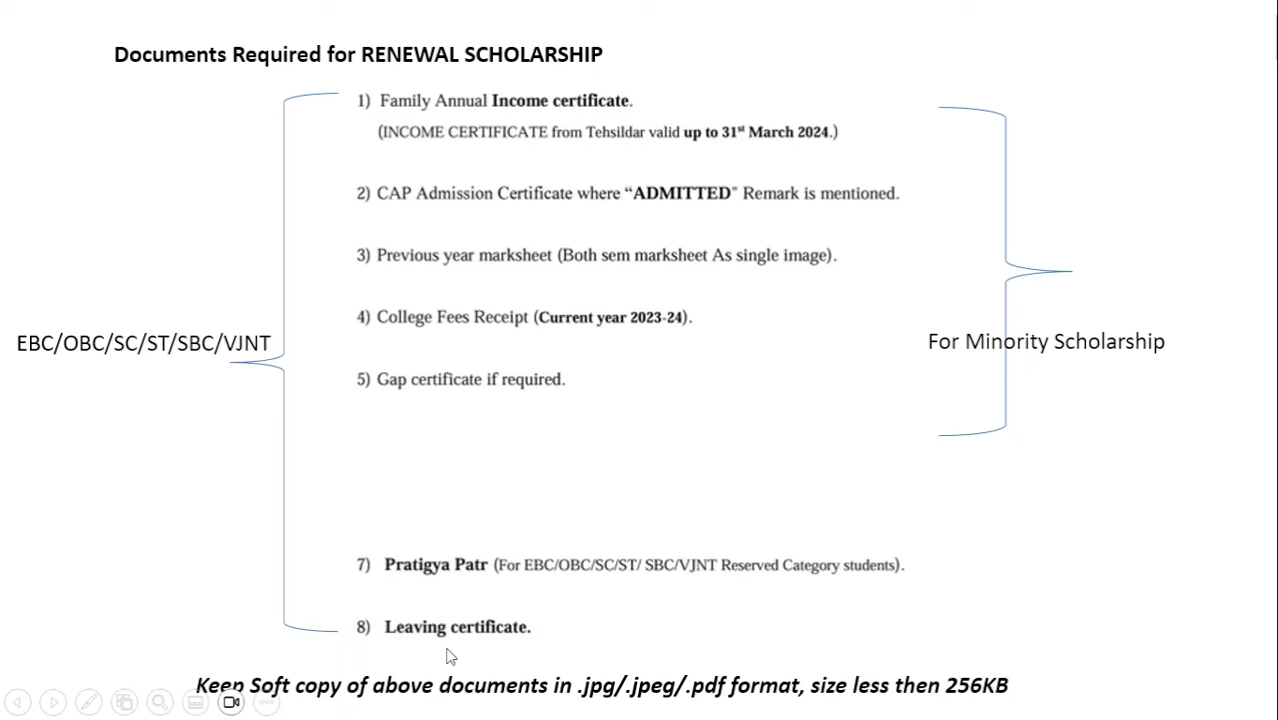 Documents Required for RENEWAL SCHOLARSHIP
1) Family Annual Income certificate.
(INCOME CERTIFICATE from Tehsildar valid up to 31st March 2024.)
2) CAP Admission Certificate where “ADMITTED" Remark is mentioned.
3) Previous year marksheet (Both sem marksheet As single image).
4) College Fees Receipt (Current year 2023-24).
EBC/OBC/SC/ST/SBC/VJNT
For Minority Scholarship
5) Gap certificate if required.
7) Pratigya Patr (For EBC/OBC/SC/ST/ SBC/VJNT Reserved Category students).
8) Leaving certificate.
Keep Soft copy of above documents in .jpg/.jpeg/.pdf format, size less then 256KB